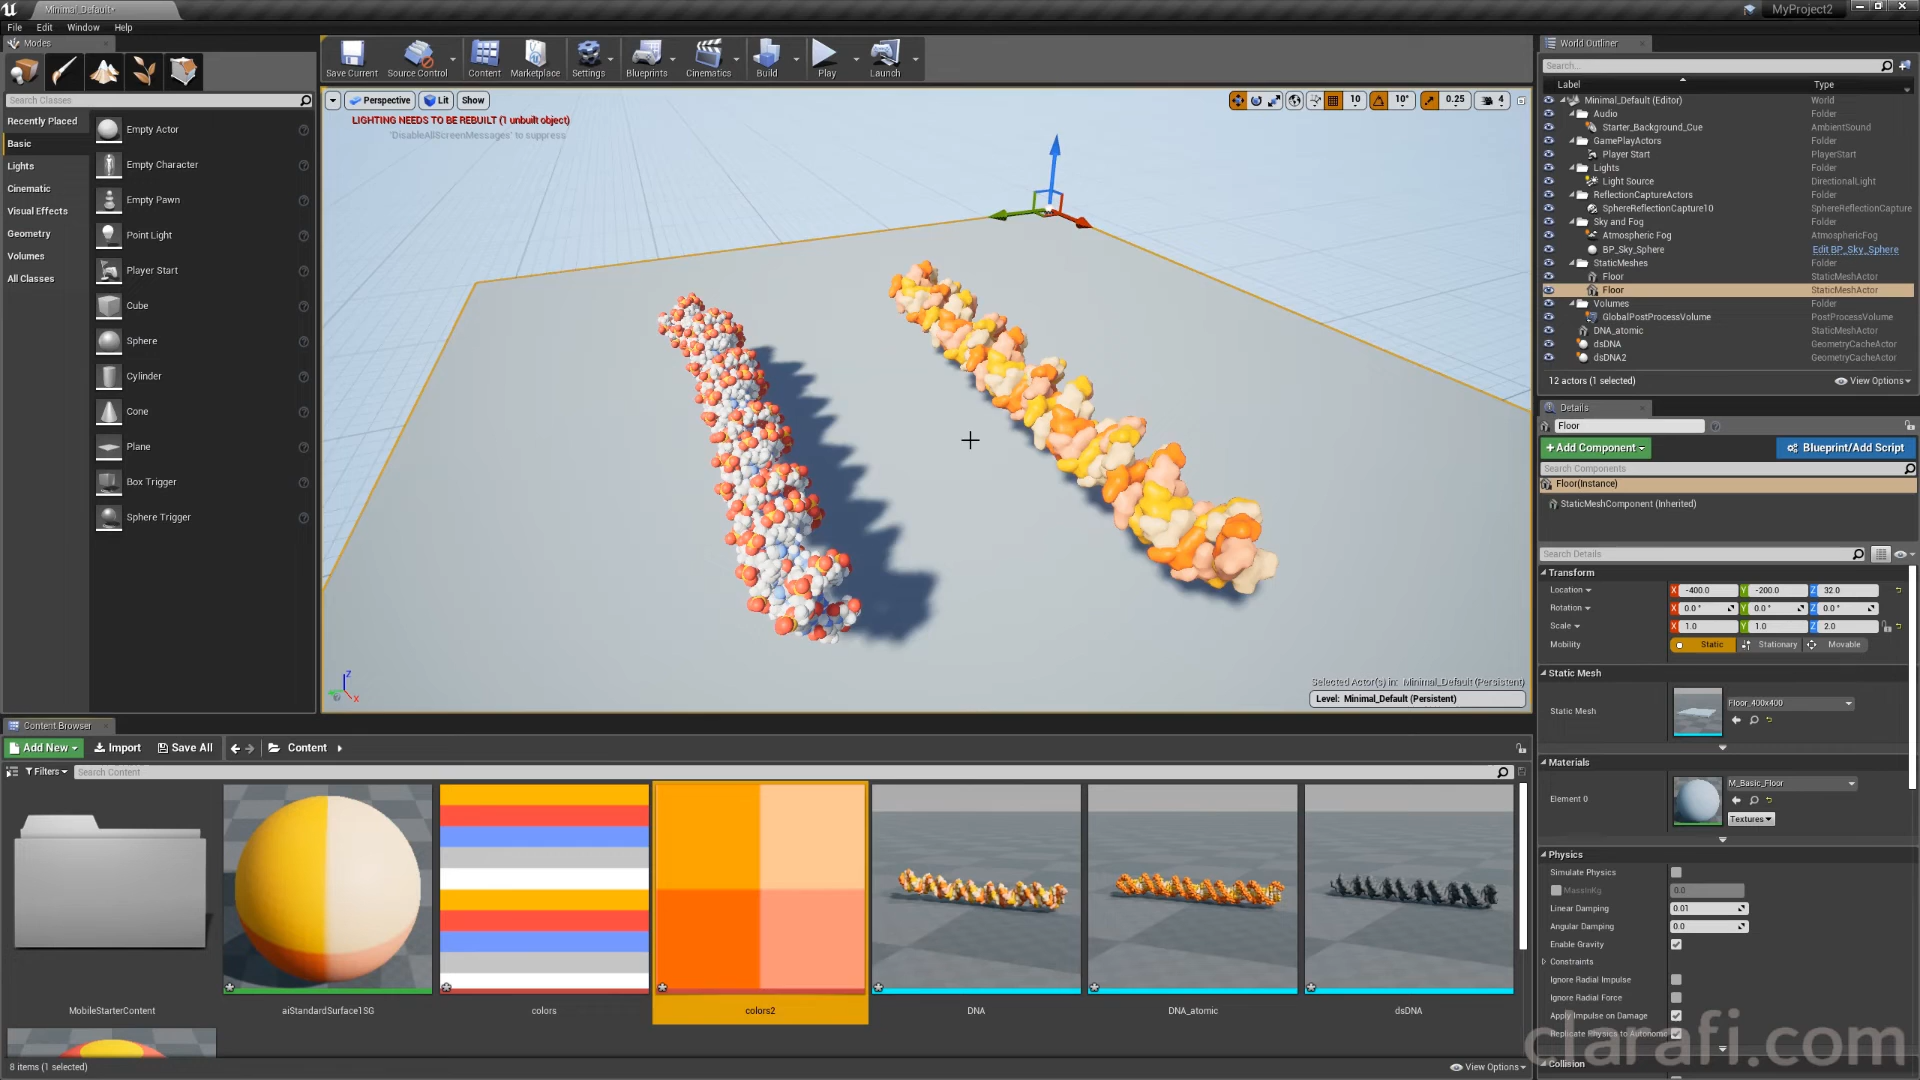 Minimal_Default*
MyProject2
File Edit Window Help
Modes
Search Classes
Recently Placed
Basic
Lights
Cinematic
Visual Effects
Geometry
Volumes
All Classes
Empty Actor
Empty Character
Empty Pawn
Point Light
Player Start
Cube
Sphere
Cylinder
Cone
Plane
Box Trigger
Sphere Trigger
Save Current Source Control Content Marketplace Settings Blueprints Cinematics Build Play Launch
Perspective Lit Show
10 10° 0.25 4
LIGHTING NEEDS TO BE REBUILT (1 unbuilt object)
'DisableAllScreenMessages' to suppress
Z
X
Selected Actor(s) in: Minimal_Default (Persistent)
Level: Minimal_Default (Persistent)
World Outliner
Search...
Label Type
Minimal_Default (Editor) World
Audio Folder
Starter_Background_Cue AmbientSound
GamePlayActors Folder
Player Start PlayerStart
Lights Folder
Light Source DirectionalLight
ReflectionCaptureActors Folder
SphereReflectionCapture10 SphereReflectionCapture
Sky and Fog Folder
Atmospheric Fog AtmosphericFog
BP_Sky_Sphere Edit BP_Sky_Sphere
StaticMeshes Folder
Floor StaticMeshActor
Floor StaticMeshActor
Volumes Folder
GlobalPostProcessVolume PostProcessVolume
DNA_atomic StaticMeshActor
dsDNA GeometryCacheActor
dsDNA2 GeometryCacheActor
12 actors (1 selected) View Options
Details
Floor
+Add Component Blueprint/Add Script
Search Components
Floor(Instance)
StaticMeshComponent (Inherited)
Search Details
Transform
Location X -400.0 Y -200.0 Z 32.0
Rotation X 0.0 ° Y 0.0 ° Z 0.0 °
Scale X 1.0 Y 1.0 Z 2.0
Mobility Static Stationary Movable
Static Mesh
Static Mesh Floor_400x400
Materials
Element 0 M_Basic_Floor
Textures
Physics
Simulate Physics
MassInKg 0.0
Linear Damping 0.01
Angular Damping 0.0
Enable Gravity
Constraints
Ignore Radial Impulse
Ignore Radial Force
Apply Impulse on Damage
Replicate Physics to Autonomo
Collision
Content Browser
Add New Import Save All Content
Filters Search Content
MobileStarterContent aiStandardSurface1SG colors colors2 DNA DNA_atomic dsDNA
8 items (1 selected) View Options
clarafi.com